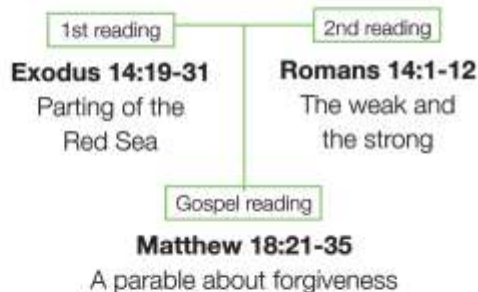 1st reading
Exodus 14:19-31
Parting of the
Red Sea
2nd reading
Romans 14:1-12
The weak and
the strong
Gospel reading
Matthew 18:21-35
A parable about forgiveness